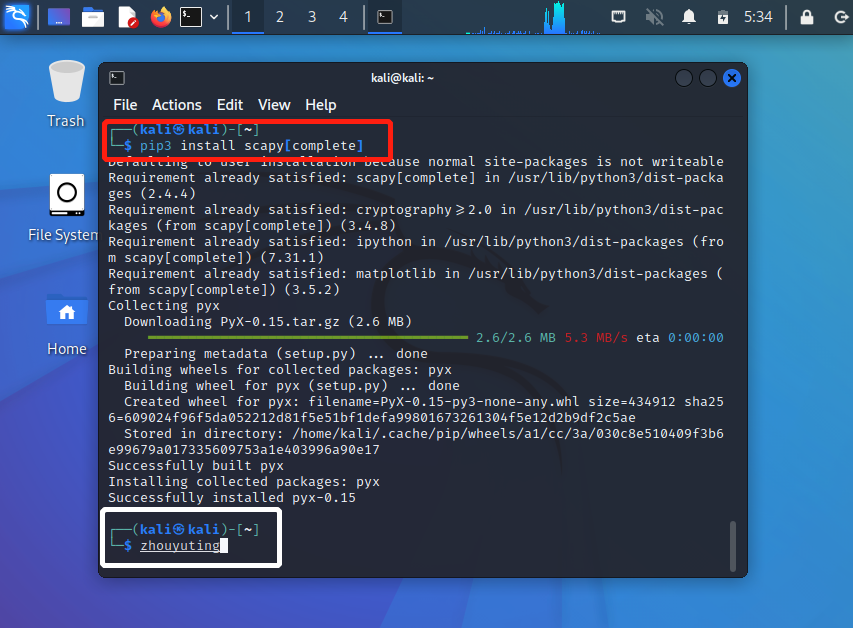 1 2 3 4 5:34
kali@kali: ~
File Actions Edit View Help
Trash
File System
Home
┌──(kali㉿kali)-[~]
└─$ pip3 install scapy[complete]
Defaulting to user installation because normal site-packages is not writeable
Requirement already satisfied: scapy[complete] in /usr/lib/python3/dist-packa
ges (2.4.4)
Requirement already satisfied: cryptography≥2.0 in /usr/lib/python3/dist-pac
kages (from scapy[complete]) (3.4.8)
Requirement already satisfied: ipython in /usr/lib/python3/dist-packages (fro
m scapy[complete]) (7.31.1)
Requirement already satisfied: matplotlib in /usr/lib/python3/dist-packages (
from scapy[complete]) (3.5.2)
Collecting pyx
Downloading PyX-0.15.tar.gz (2.6 MB)
2.6/2.6 MB 5.3 MB/s eta 0:00:00
Preparing metadata (setup.py) ... done
Building wheels for collected packages: pyx
Building wheel for pyx (setup.py) ... done
Created wheel for pyx: filename=PyX-0.15-py3-none-any.whl size=434912 sha25
6=609024f96f5da052212d81f5e51bf1defa99801673261304f5e12d2b9df2c5ae
Stored in directory: /home/kali/.cache/pip/wheels/a1/cc/3a/030c8e510409f3b6
e99679a017335609753a1e403996a90e17
Successfully built pyx
Installing collected packages: pyx
Successfully installed pyx-0.15
┌──(kali㉿kali)-[~]
└─$ zhouyuting